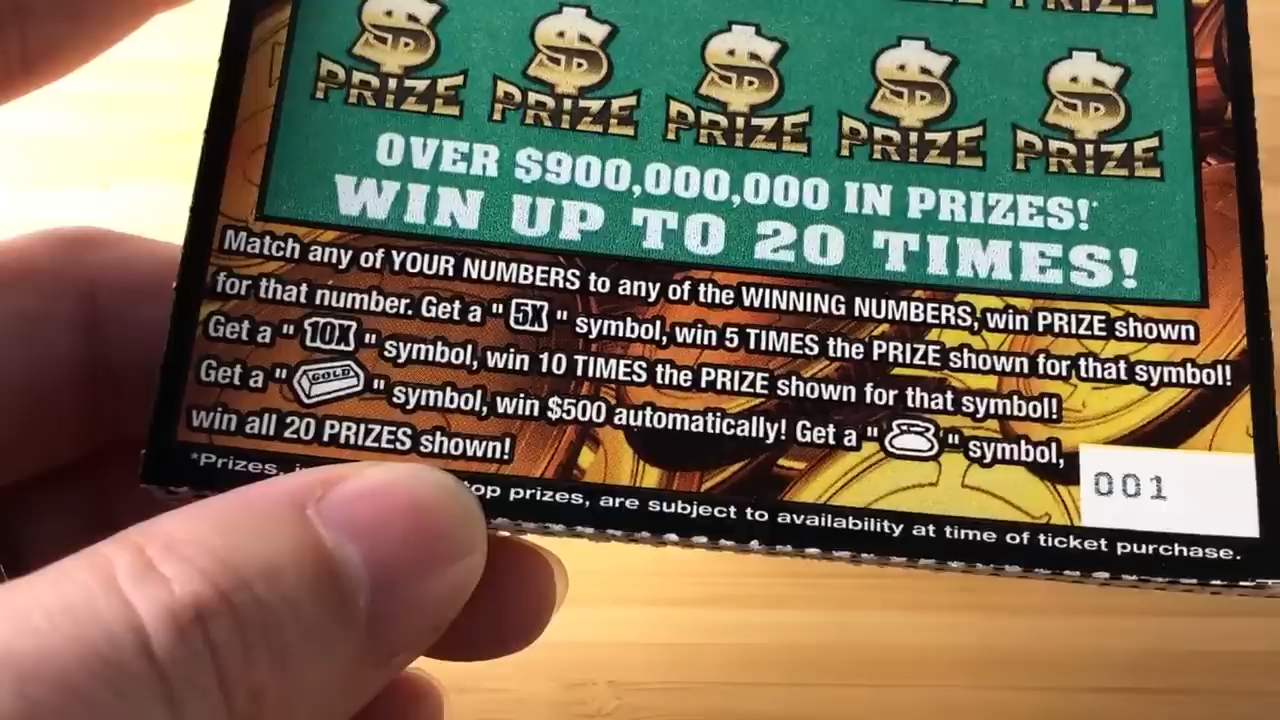 PRIZE
PRIZE PRIZE PRIZE PRIZE PRIZE
OVER $900,000,000 IN PRIZES!*
WIN UP TO 20 TIMES!
Match any of YOUR NUMBERS to any of the WINNING NUMBERS, win PRIZE shown
for that number. Get a "5X" symbol, win 5 TIMES the PRIZE shown for that symbol!
Get a "10X" symbol, win 10 TIMES the PRIZE shown for that symbol!
Get a "GOLD" symbol, win $500 automatically! Get a " " symbol,
win all 20 PRIZES shown!
001
*Prizes, top prizes, are subject to availability at time of ticket purchase.